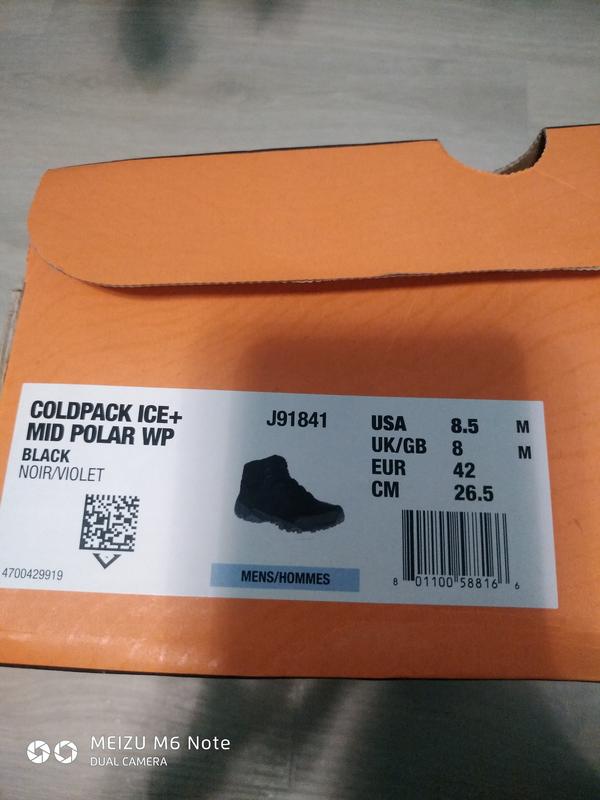 COLDPACK ICE+
MID POLAR WP
BLACK
NOIR/VIOLET
4700429919
J91841
MENS/HOMMES
USA 8.5 M
UK/GB 8 M
EUR 42
CM 26.5
8 01100 58816 6
MEIZU M6 Note
DUAL CAMERA